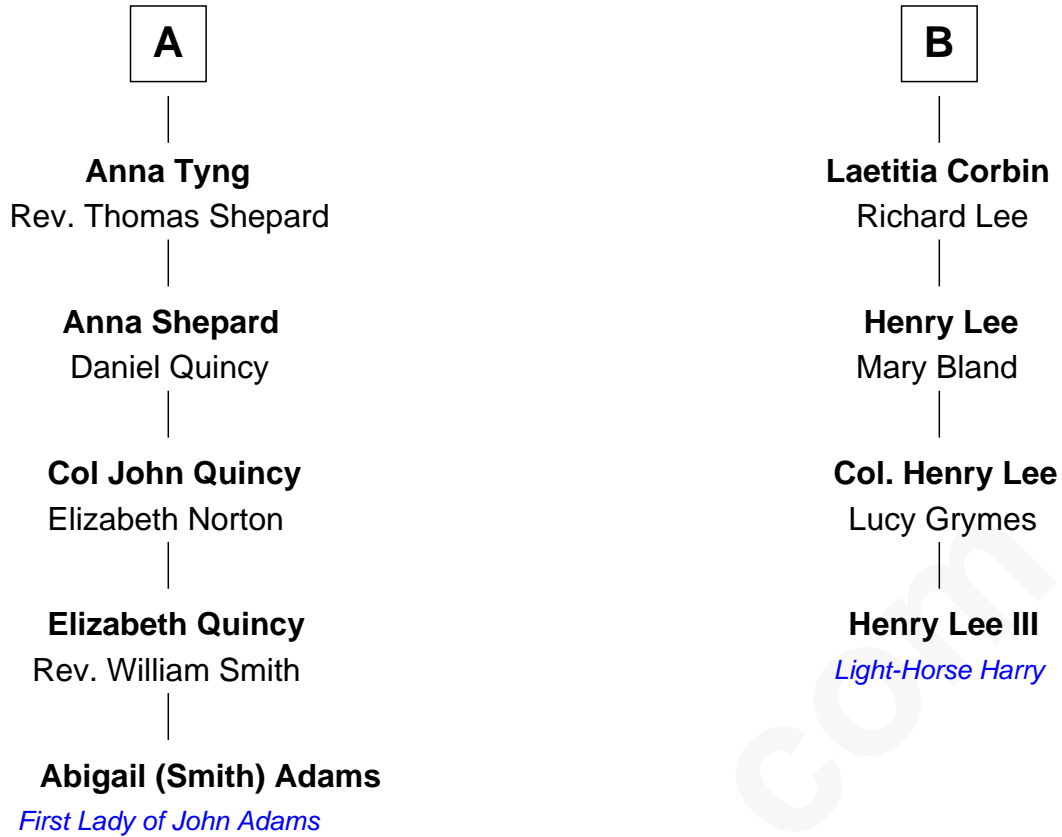 A
Anna Tyng
Rev. Thomas Shepard
Anna Shepard
Daniel Quincy
Col John Quincy
Elizabeth Norton
Elizabeth Quincy
Rev. William Smith
Abigail (Smith) Adams
First Lady of John Adams
B
Laetitia Corbin
Richard Lee
Henry Lee
Mary Bland
Col. Henry Lee
Lucy Grymes
Henry Lee III
Light-Horse Harry
com